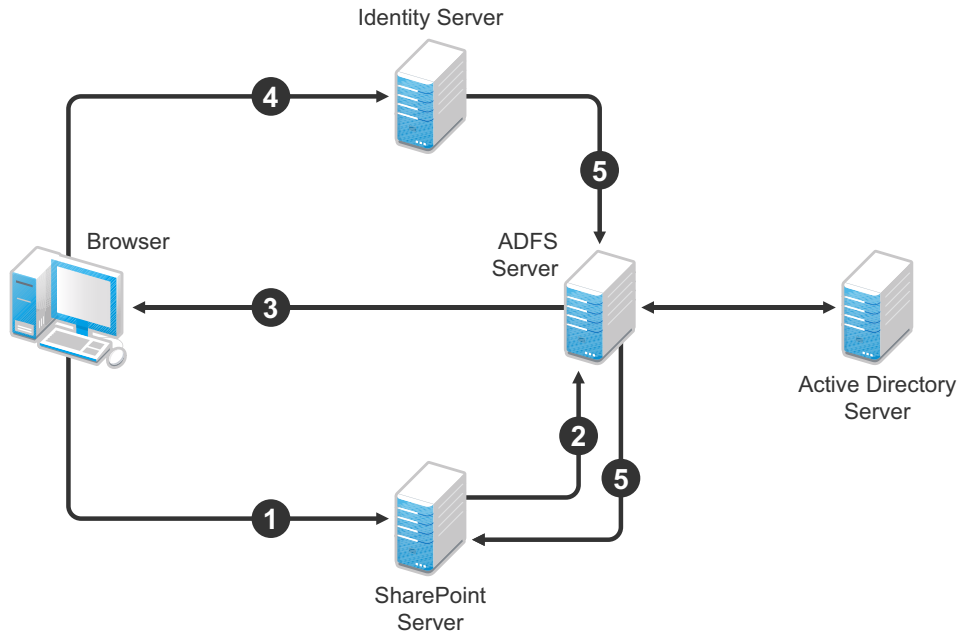 Identity Server
4
5
Browser
ADFS
Server
3
Active Directory
Server
2
5
1
SharePoint
Server